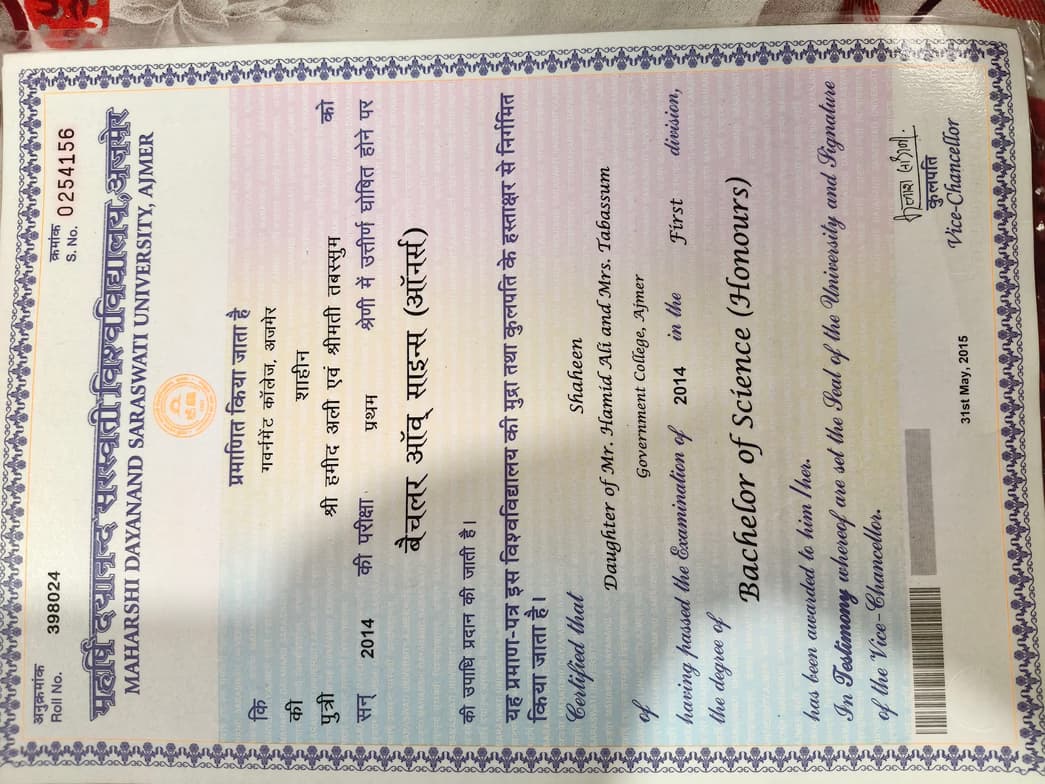 अनुक्रमांक
Roll No. 398024
क्रमांक
S. No. 0254156
महर्षि दयानन्द सरस्वती विश्वविद्यालय, अजमेर
MAHARSHI DAYANAND SARASWATI UNIVERSITY, AJMER
प्रमाणित किया जाता है
कि गवर्नमेंट कॉलेज, अजमेर
की शाहीन
पुत्री श्री हमीद अली एवं श्रीमती तबस्सुम को
सन् 2014 की परीक्षा प्रथम श्रेणी में उत्तीर्ण घोषित होने पर
बैचलर ऑव् साइन्स (ऑनर्स)
की उपाधि प्रदान की जाती है।
यह प्रमाण-पत्र इस विश्वविद्यालय की मुद्रा तथा कुलपति के हस्ताक्षर से निर्गमित
किया जाता है।
Certified that Shaheen
Daughter of Mr. Hamid Ali and Mrs. Tabassum
of Government College, Ajmer
having passed the Examination of 2014 in the First division,
the degree of
Bachelor of Science (Honours)
has been awarded to him/her.
In Testimony whereof are set the Seal of the University and Signature
of the Vice-Chancellor.
कुलपति
Vice-Chancellor
31st May, 2015